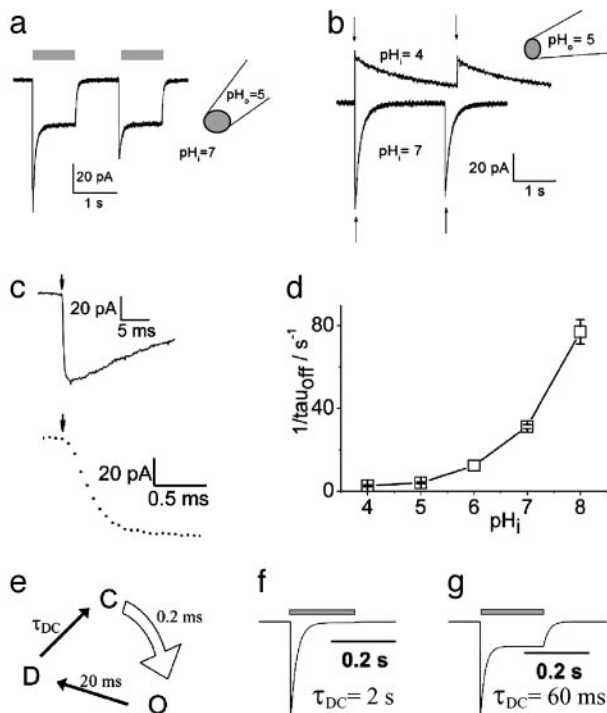 a
pHo=5
pHi=7
20 pA
1 s
b
pHo= 5
pHi= 4
pHi= 7
20 pA
1 s
c
20 pA
5 ms
20 pA
0.5 ms
d
1/tau_off / s⁻¹
80
40
0
4 5 6 7 8
pHi
e
C
τDC
0.2 ms
D
20 ms
O
f
0.2 s
τDC= 2 s
g
0.2 s
τDC= 60 ms